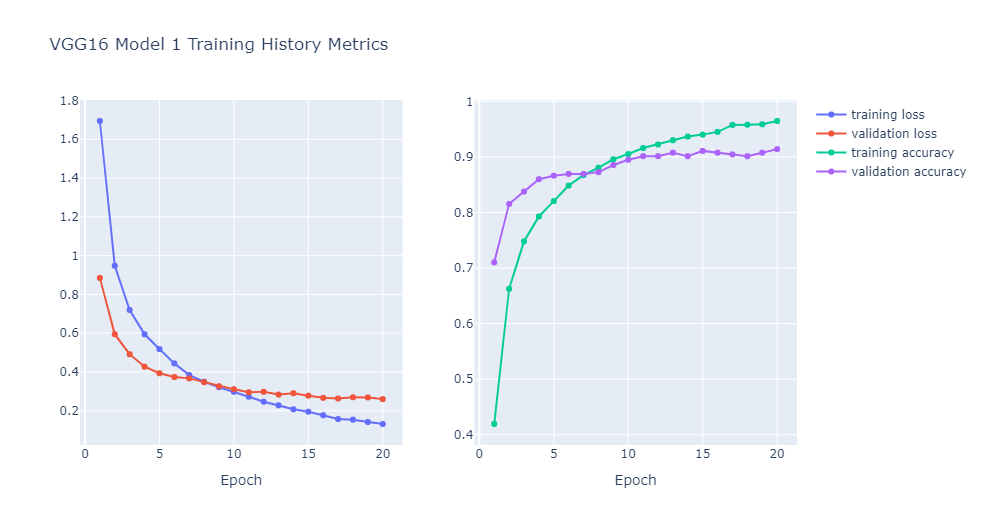 VGG16 Model 1 Training History Metrics
1.8
1.6
1.4
1.2
1
0.8
0.6
0.4
0.2
0 5 10 15 20
Epoch
1
0.9
0.8
0.7
0.6
0.5
0.4
0 5 10 15 20
Epoch
training loss
validation loss
training accuracy
validation accuracy